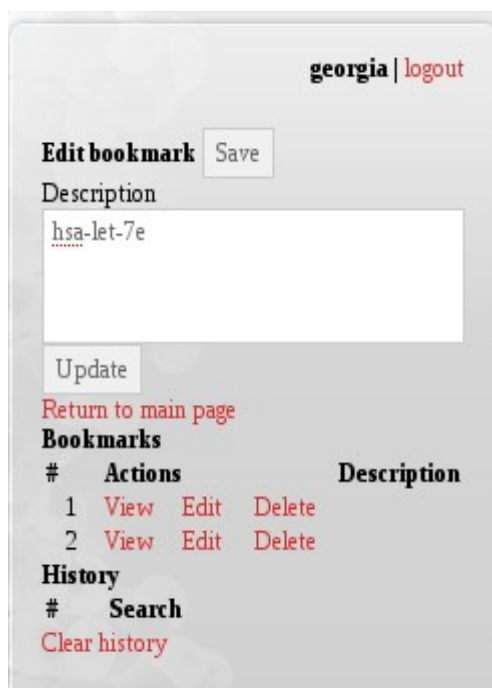 georgia | logout
Edit bookmark Save
Description
hsa-let-7e
Update
Return to main page
Bookmarks
# Actions Description
1 View Edit Delete
2 View Edit Delete
History
# Search
Clear history